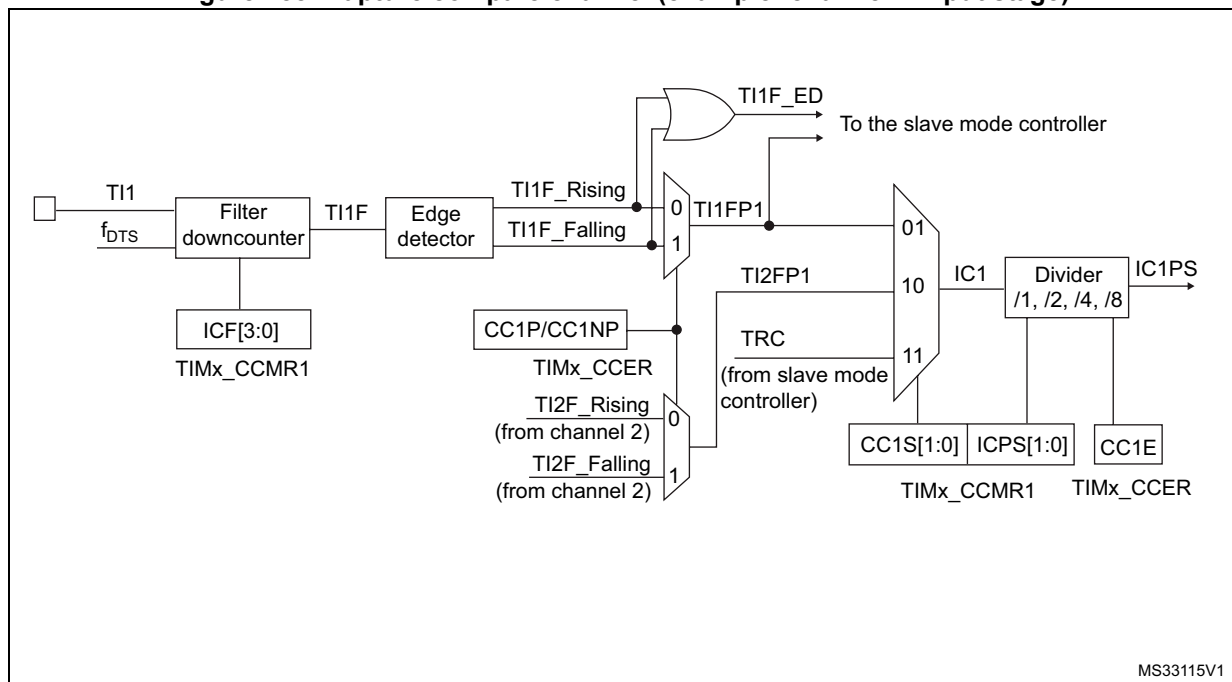 TI1F_ED
To the slave mode controller
TI1
f_DTS
Filter
downcounter
TI1F
Edge
detector
TI1F_Rising
TI1F_Falling
0
1
TI1FP1
01
TI2FP1
10
IC1
Divider
/1, /2, /4, /8
IC1PS
ICF[3:0]
TIMx_CCMR1
CC1P/CC1NP
TIMx_CCER
TRC
11
(from slave mode
controller)
TI2F_Rising
(from channel 2)
0
TI2F_Falling
(from channel 2)
1
CC1S[1:0]
ICPS[1:0]
CC1E
TIMx_CCMR1
TIMx_CCER
MS33115V1